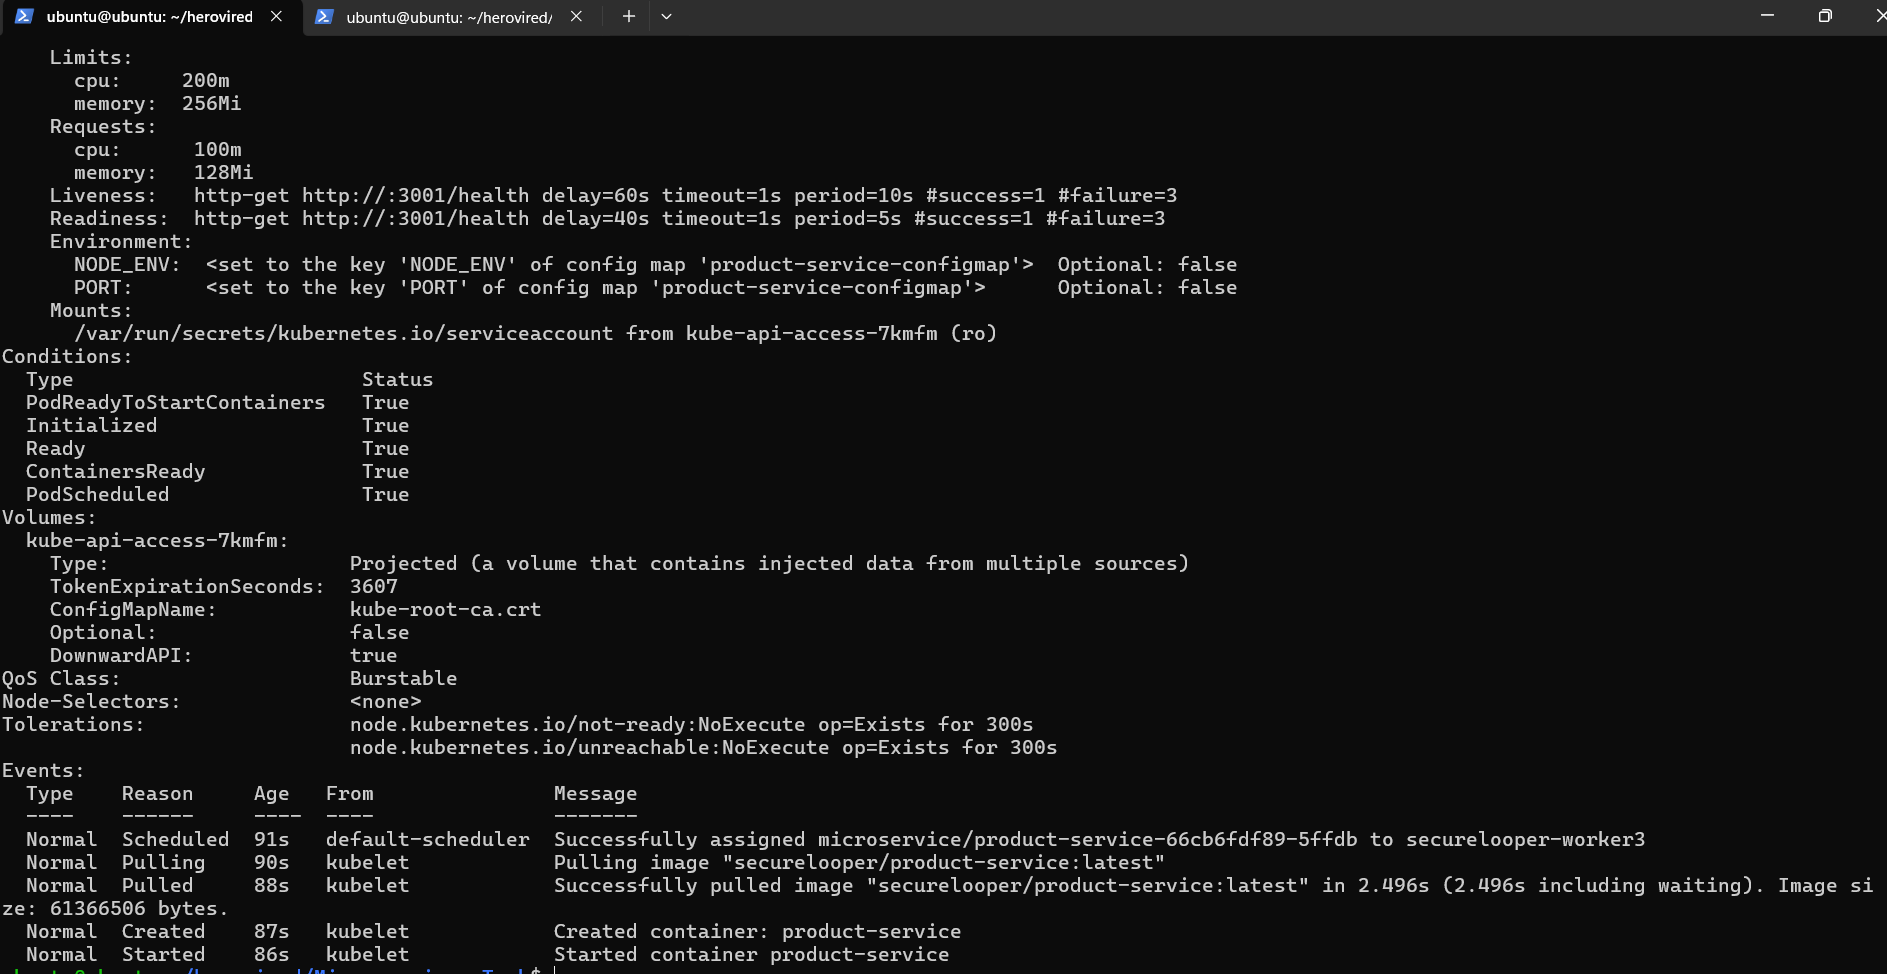 ubuntu@ubuntu: ~/herovired
ubuntu@ubuntu: ~/herovired/
Limits:
cpu: 200m
memory: 256Mi
Requests:
cpu: 100m
memory: 128Mi
Liveness: http-get http://:3001/health delay=60s timeout=1s period=10s #success=1 #failure=3
Readiness: http-get http://:3001/health delay=40s timeout=1s period=5s #success=1 #failure=3
Environment:
NODE_ENV: <set to the key 'NODE_ENV' of config map 'product-service-configmap'> Optional: false
PORT: <set to the key 'PORT' of config map 'product-service-configmap'> Optional: false
Mounts:
/var/run/secrets/kubernetes.io/serviceaccount from kube-api-access-7kmfm (ro)
Conditions:
Type Status
PodReadyToStartContainers True
Initialized True
Ready True
ContainersReady True
PodScheduled True
Volumes:
kube-api-access-7kmfm:
Type: Projected (a volume that contains injected data from multiple sources)
TokenExpirationSeconds: 3607
ConfigMapName: kube-root-ca.crt
Optional: false
DownwardAPI: true
QoS Class: Burstable
Node-Selectors: <none>
Tolerations: node.kubernetes.io/not-ready:NoExecute op=Exists for 300s
node.kubernetes.io/unreachable:NoExecute op=Exists for 300s
Events:
Type Reason Age From Message
---- ------ ---- ---- -------
Normal Scheduled 91s default-scheduler Successfully assigned microservice/product-service-66cb6fdf89-5ffdb to securelooper-worker3
Normal Pulling 90s kubelet Pulling image "securelooper/product-service:latest"
Normal Pulled 88s kubelet Successfully pulled image "securelooper/product-service:latest" in 2.496s (2.496s including waiting). Image si
ze: 61366506 bytes.
Normal Created 87s kubelet Created container: product-service
Normal Started 86s kubelet Started container product-service